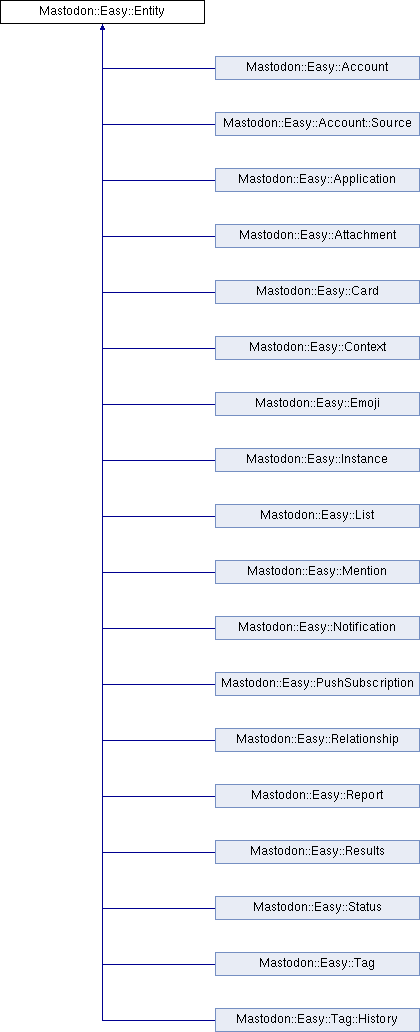 Mastodon::Easy::Entity
Mastodon::Easy::Account
Mastodon::Easy::Account::Source
Mastodon::Easy::Application
Mastodon::Easy::Attachment
Mastodon::Easy::Card
Mastodon::Easy::Context
Mastodon::Easy::Emoji
Mastodon::Easy::Instance
Mastodon::Easy::List
Mastodon::Easy::Mention
Mastodon::Easy::Notification
Mastodon::Easy::PushSubscription
Mastodon::Easy::Relationship
Mastodon::Easy::Report
Mastodon::Easy::Results
Mastodon::Easy::Status
Mastodon::Easy::Tag
Mastodon::Easy::Tag::History